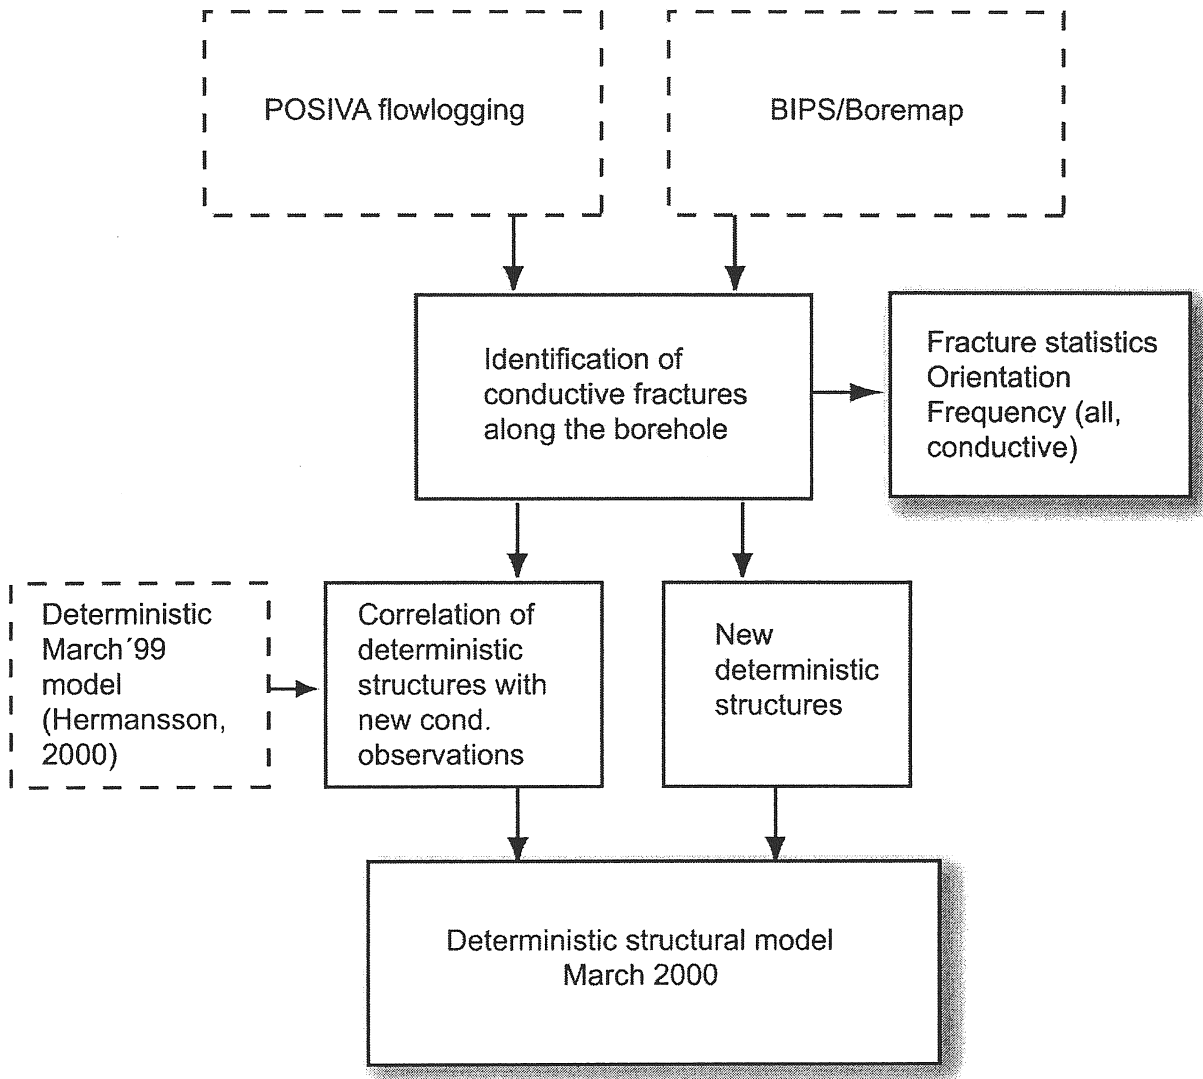 POSIVA flowlogging
BIPS/Boremap
Identification of
conductive fractures
along the borehole
Fracture statistics
Orientation
Frequency (all,
conductive)
Deterministic
March´99
model
(Hermansson,
2000)
Correlation of
deterministic
structures with
new cond.
observations
New
deterministic
structures
Deterministic structural model
March 2000